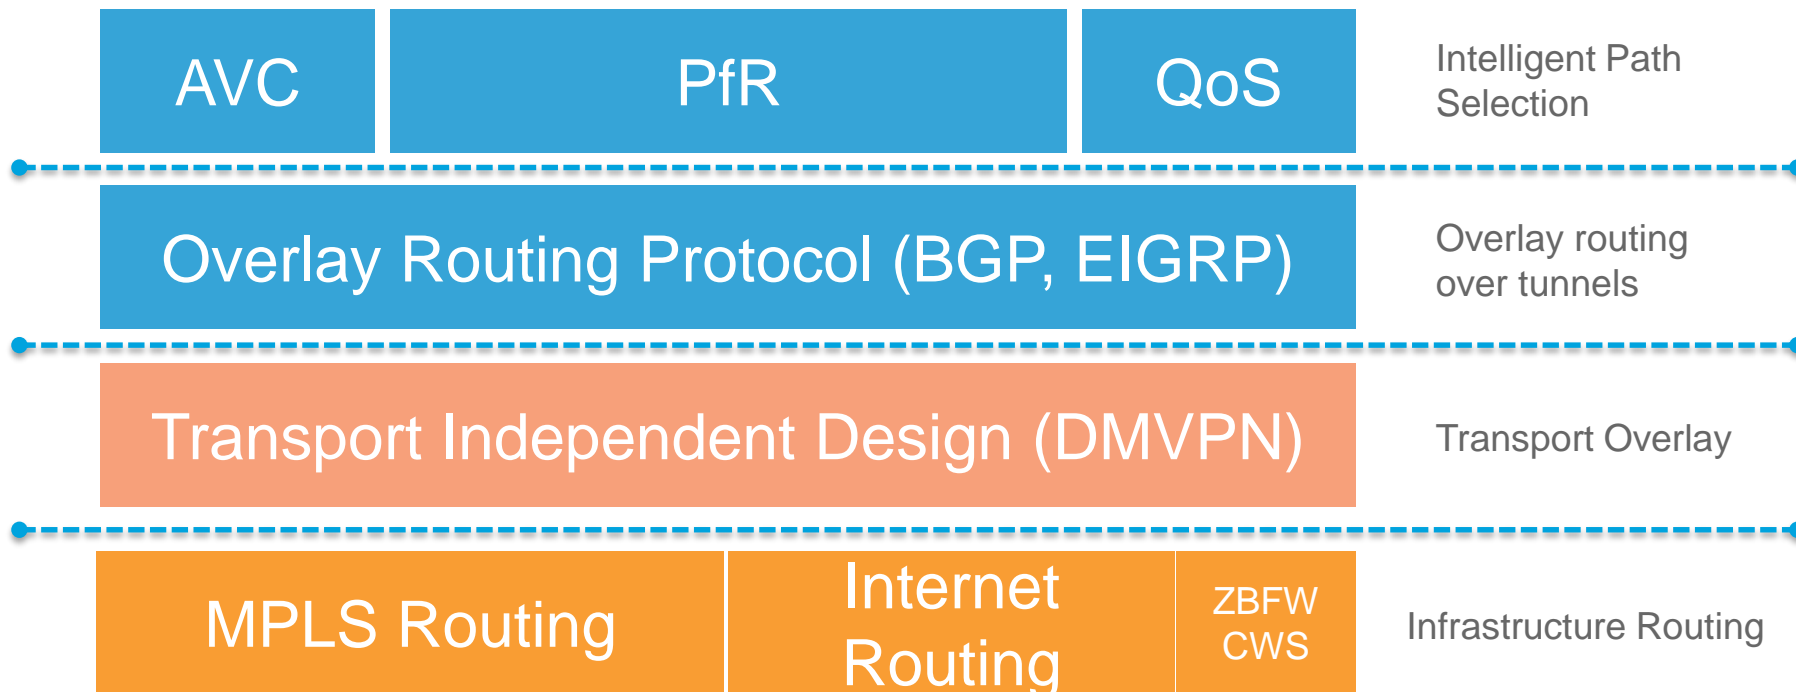 AVC
PfR
QoS
Intelligent Path
Selection
Overlay Routing Protocol (BGP, EIGRP)
Overlay routing
over tunnels
Transport Independent Design (DMVPN)
Transport Overlay
MPLS Routing
Internet
Routing
ZBFW
CWS
Infrastructure Routing